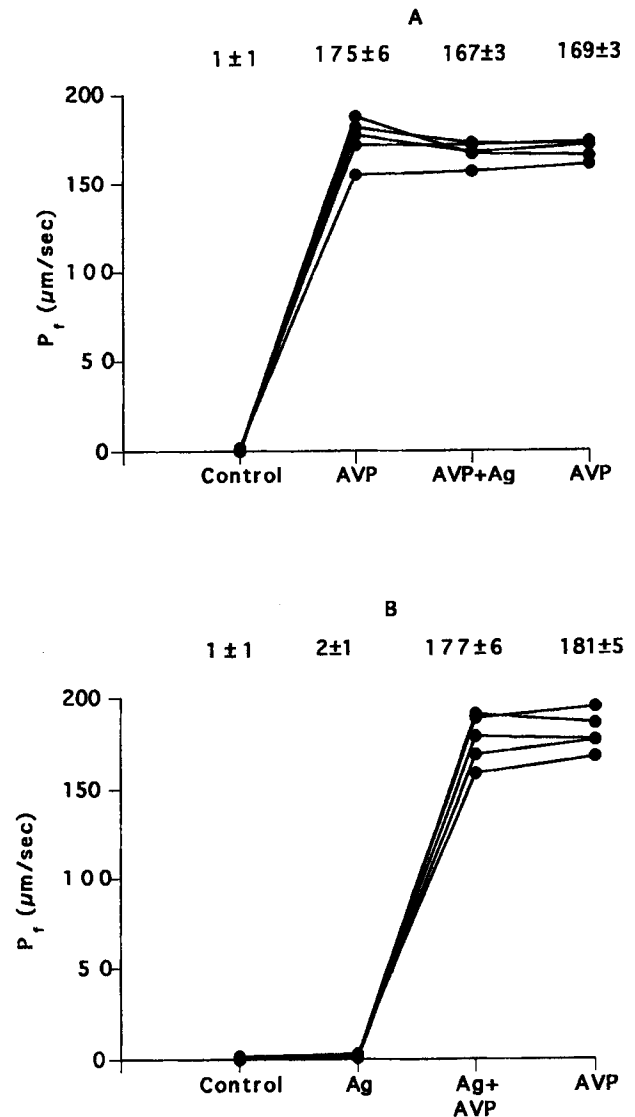 A
1±1 175±6 167±3 169±3
200
150
100
50
0
P_f (µm/sec)
Control AVP AVP+Ag AVP
B
1±1 2±1 177±6 181±5
200
150
100
50
0
P_f (µm/sec)
Control Ag Ag+ AVP
AVP